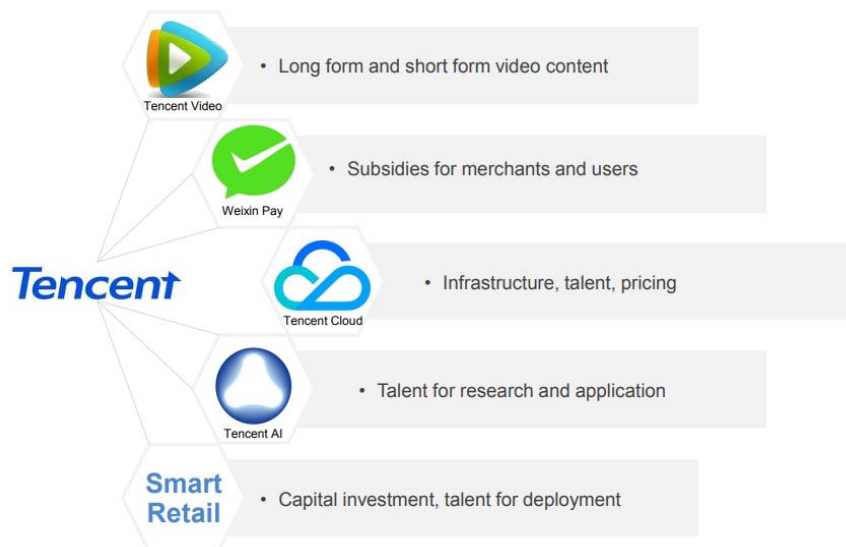 • Long form and short form video content
Tencent Video
• Subsidies for merchants and users
Weixin Pay
Tencent
• Infrastructure, talent, pricing
Tencent Cloud
• Talent for research and application
Tencent AI
Smart
Retail
• Capital investment, talent for deployment